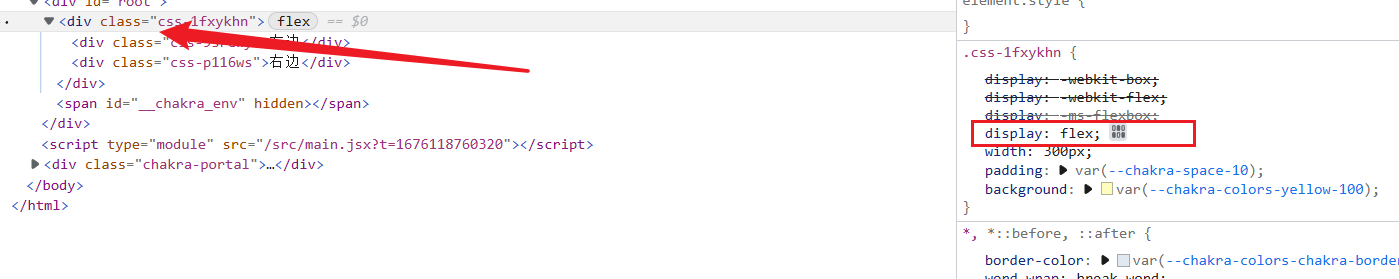 <div id="root">
<div class="css-1fxykhn"> flex == $0
<div class= 右边</div>
<div class="css-p116ws">右边</div>
</div>
<span id="__chakra_env" hidden></span>
</div>
<script type="module" src="/src/main.jsx?t=1676118760320"></script>
<div class="chakra-portal">…</div>
</body>
</html>
element.style {
}
.css-1fxykhn {
display: -webkit-box;
display: -webkit-flex;
display: -ms-flexbox;
display: flex;
width: 300px;
padding: var(--chakra-space-10);
background: var(--chakra-colors-yellow-100);
}
*, *::before, ::after {
border-color: var(--chakra-colors-chakra-border
word-wrap: break-word;